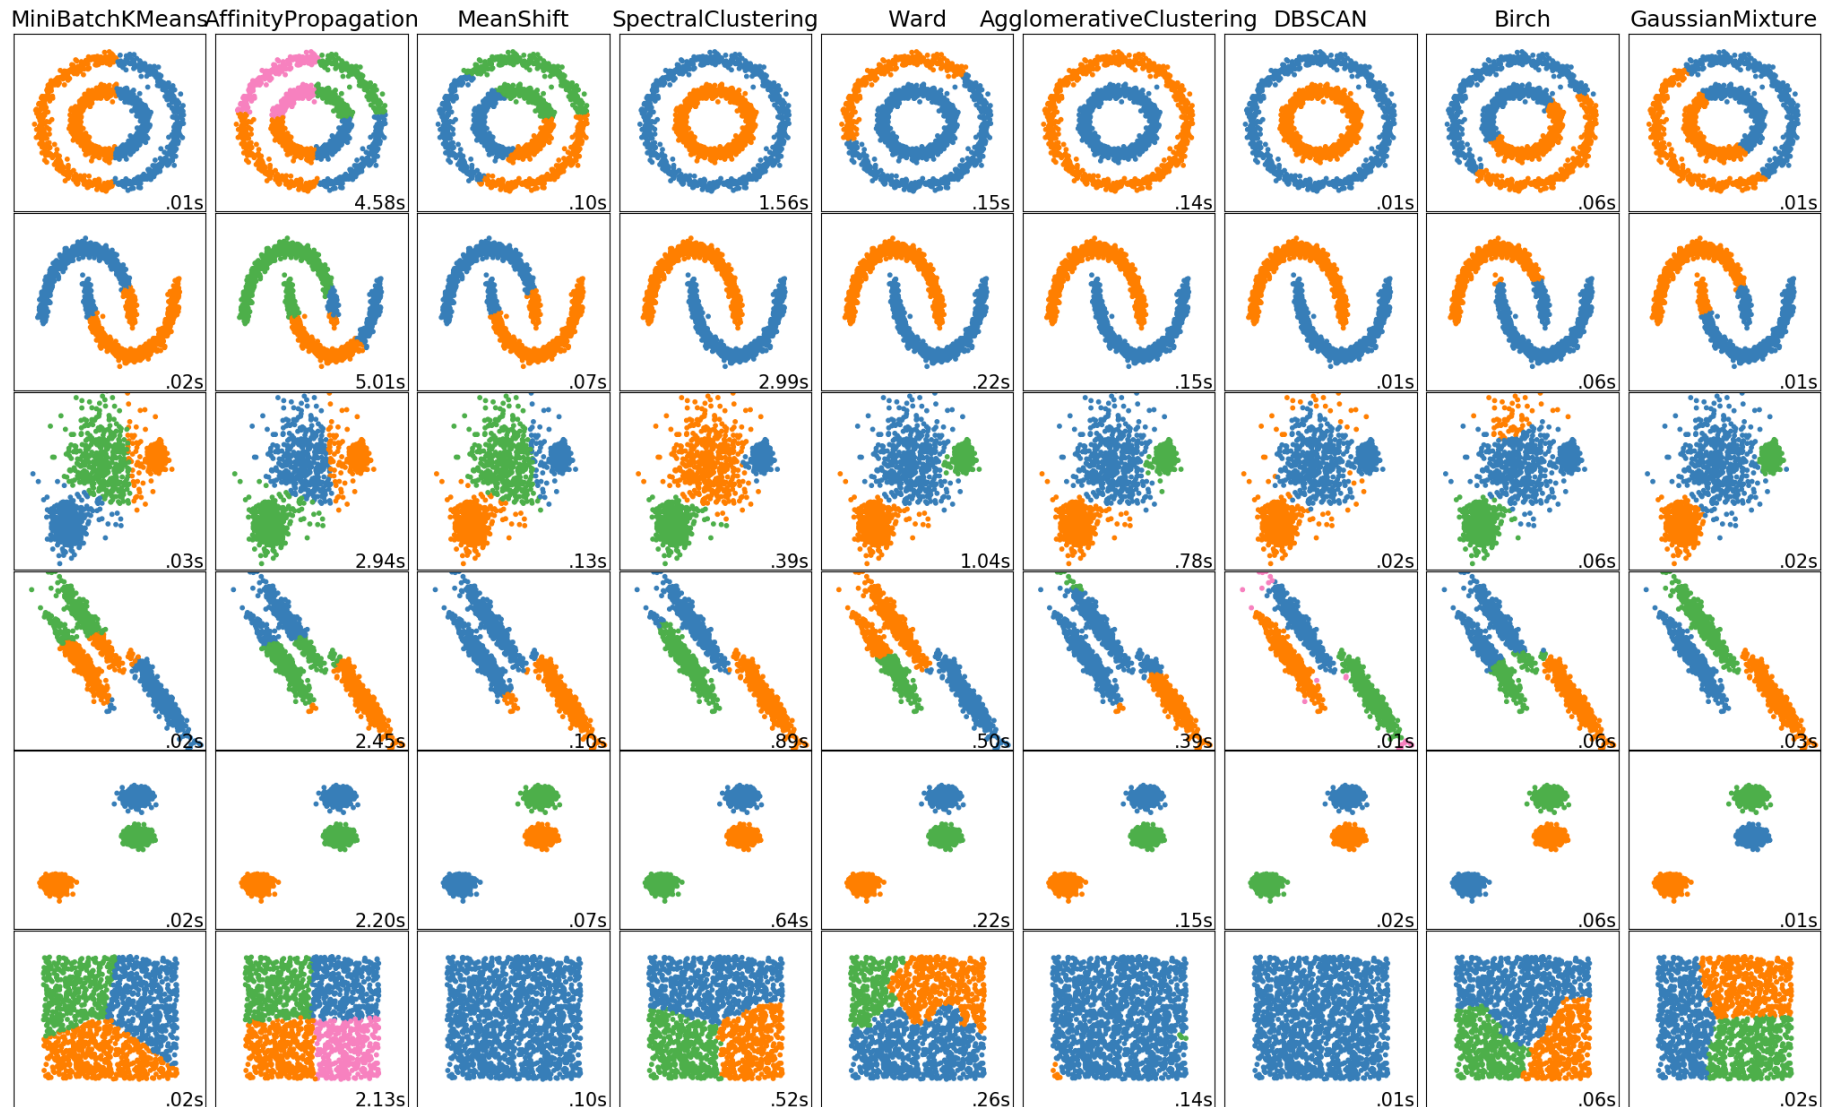 MiniBatchKMeans AffinityPropagation MeanShift SpectralClustering Ward AgglomerativeClustering DBSCAN Birch GaussianMixture
.01s 4.58s .10s 1.56s .15s .14s .01s .06s .01s
.02s 5.01s .07s 2.99s .22s .15s .01s .06s .01s
.03s 2.94s .13s .39s 1.04s .78s .02s .06s .02s
.02s 2.45s .10s .89s .50s .39s .01s .06s .03s
.02s 2.20s .07s .64s .22s .15s .02s .06s .01s
.02s 2.13s .10s .52s .26s .14s .01s .06s .02s